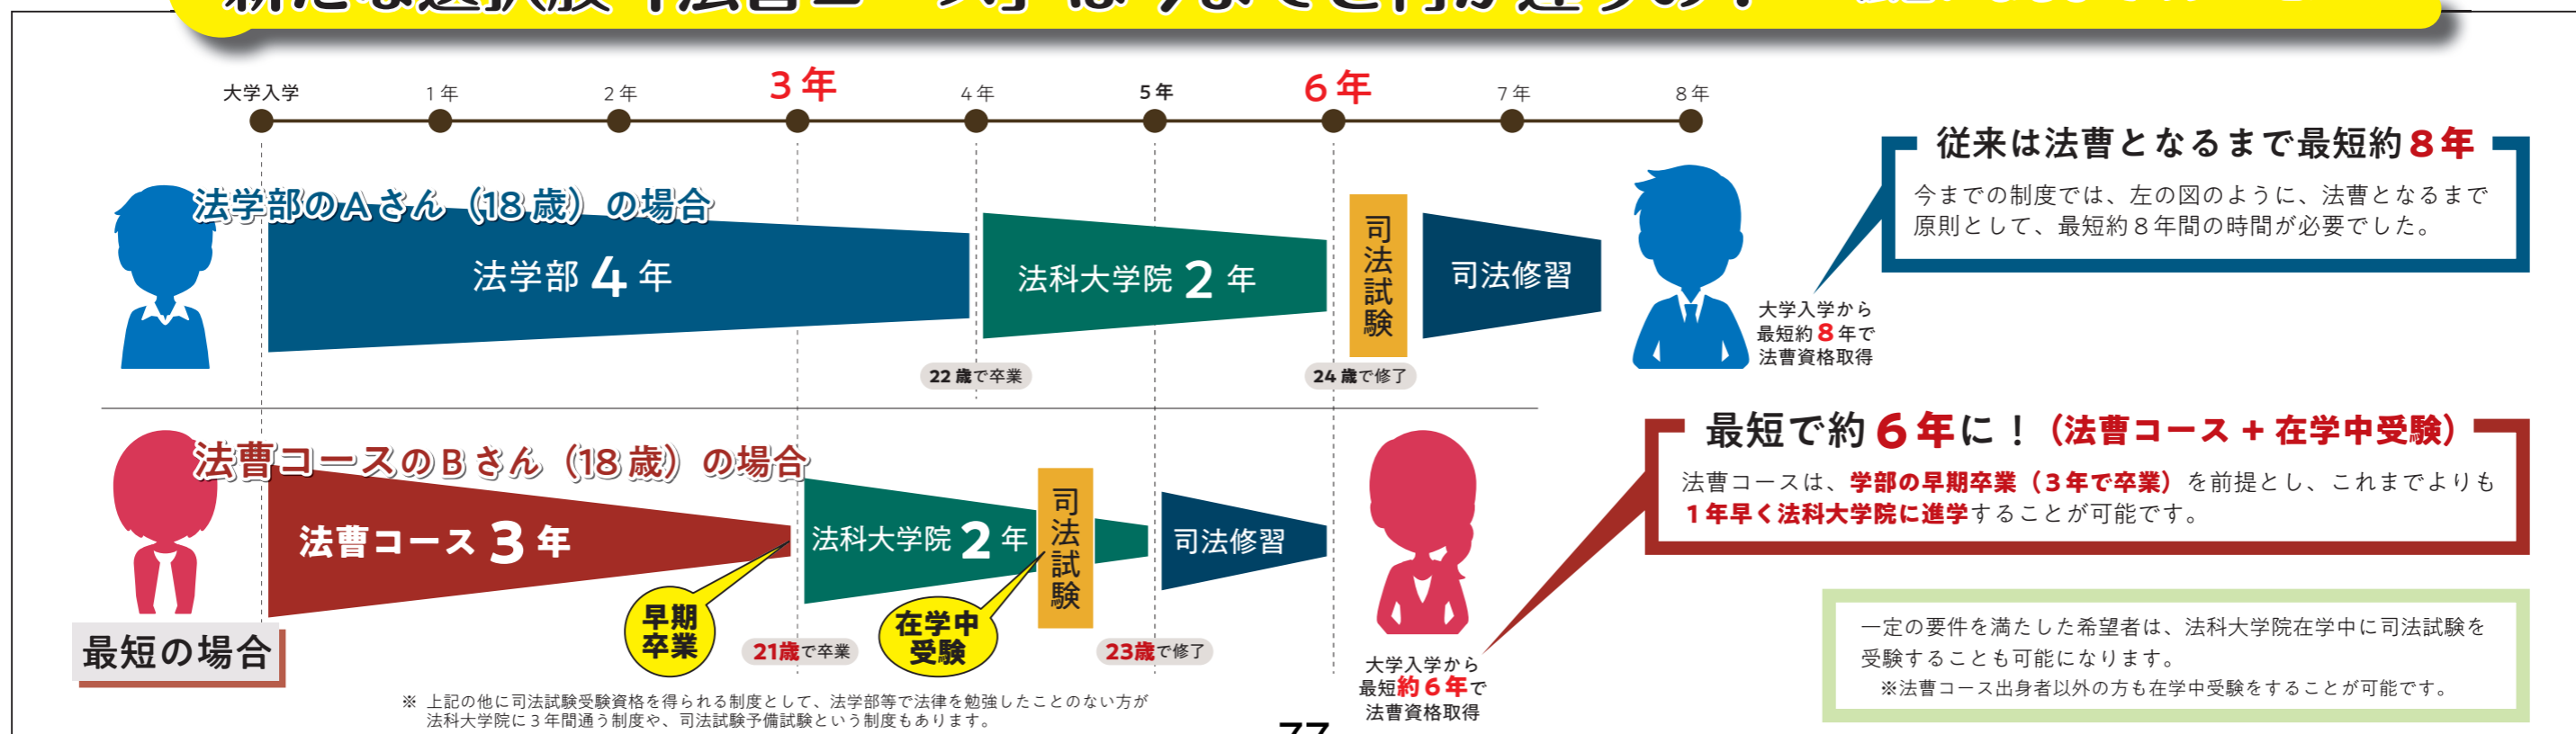 新たな選択肢「法曹コース」は今までと何が違うの？
大学入学
1年
2年
3年
4年
5年
6年
7年
8年
法学部のAさん（18歳）の場合
法学部 4 年
法科大学院 2 年
司法試験
司法修習
22歳で卒業
24歳で修了
大学入学から
最短約8年で
法曹資格取得
従来は法曹となるまで最短約8年
今までの制度では、左の図のように、法曹となるまで
原則として、最短約８年間の時間が必要でした。
法曹コースのBさん（18歳）の場合
法曹コース 3 年
法科大学院 2 年
司法試験
司法修習
早期
卒業
在学中
受験
21歳で卒業
23歳で修了
最短の場合
大学入学から
最短約６年で
法曹資格取得
最短で約6年に！（法曹コース + 在学中受験）
法曹コースは、学部の早期卒業（３年で卒業）を前提とし、これまでよりも
１年早く法科大学院に進学することが可能です。
一定の要件を満たした希望者は、法科大学院在学中に司法試験を
受験することも可能になります。
※法曹コース出身者以外の方も在学中受験をすることが可能です。
※ 上記の他に司法試験受験資格を得られる制度として、法学部等で法律を勉強したことのない方が
法科大学院に３年間通う制度や、司法試験予備試験という制度もあります。